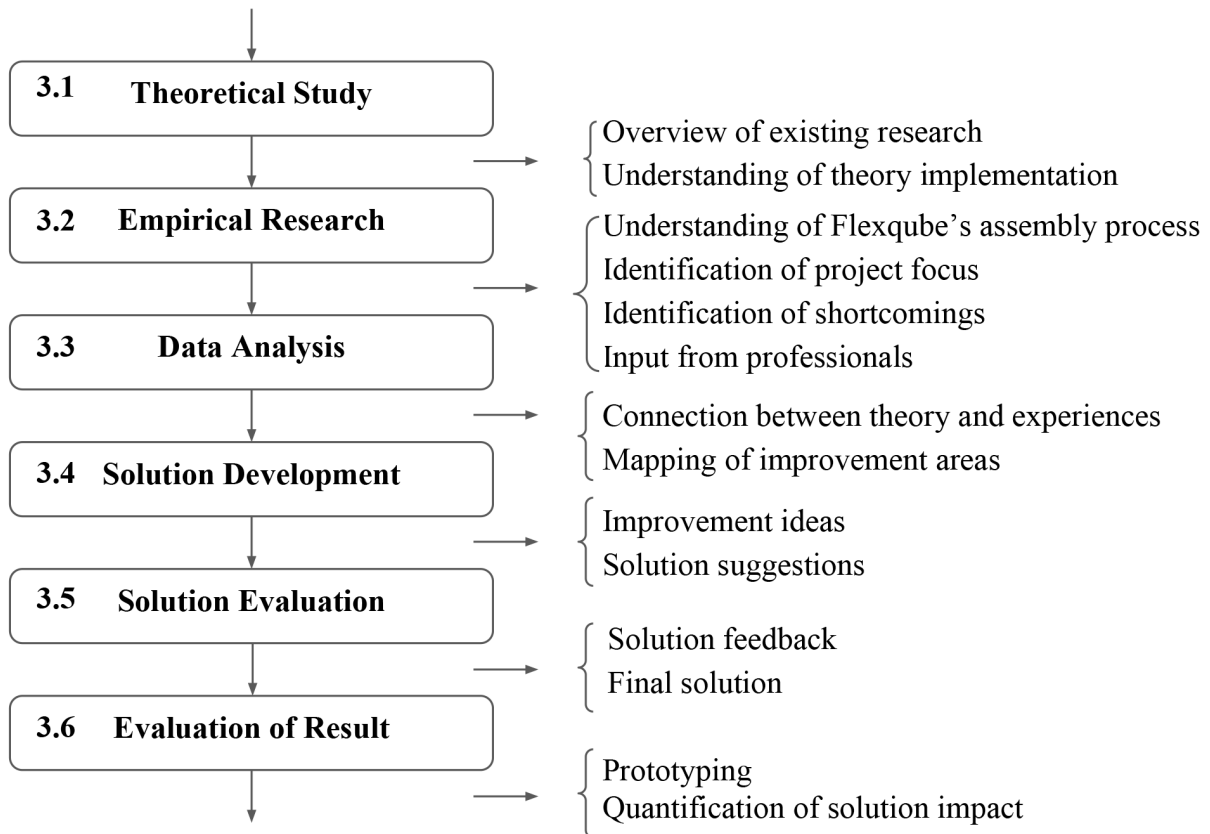 3.1 Theoretical Study
Overview of existing research
Understanding of theory implementation
3.2 Empirical Research
Understanding of Flexqube’s assembly process
Identification of project focus
Identification of shortcomings
Input from professionals
3.3 Data Analysis
Connection between theory and experiences
Mapping of improvement areas
3.4 Solution Development
Improvement ideas
Solution suggestions
3.5 Solution Evaluation
Solution feedback
Final solution
3.6 Evaluation of Result
Prototyping
Quantification of solution impact